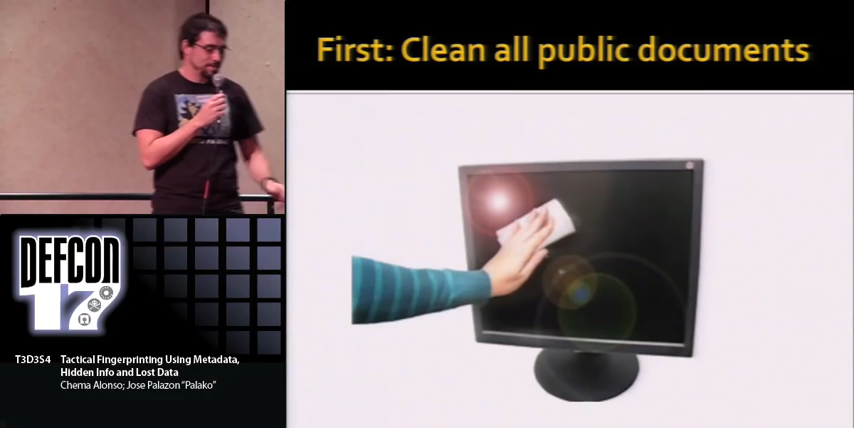 First: Clean all public documents
DEFCON
17
T3D3S4 Tactical Fingerprinting Using Metadata,
Hidden Info and Lost Data
Chema Alonso; Jose Palazon "Palako"